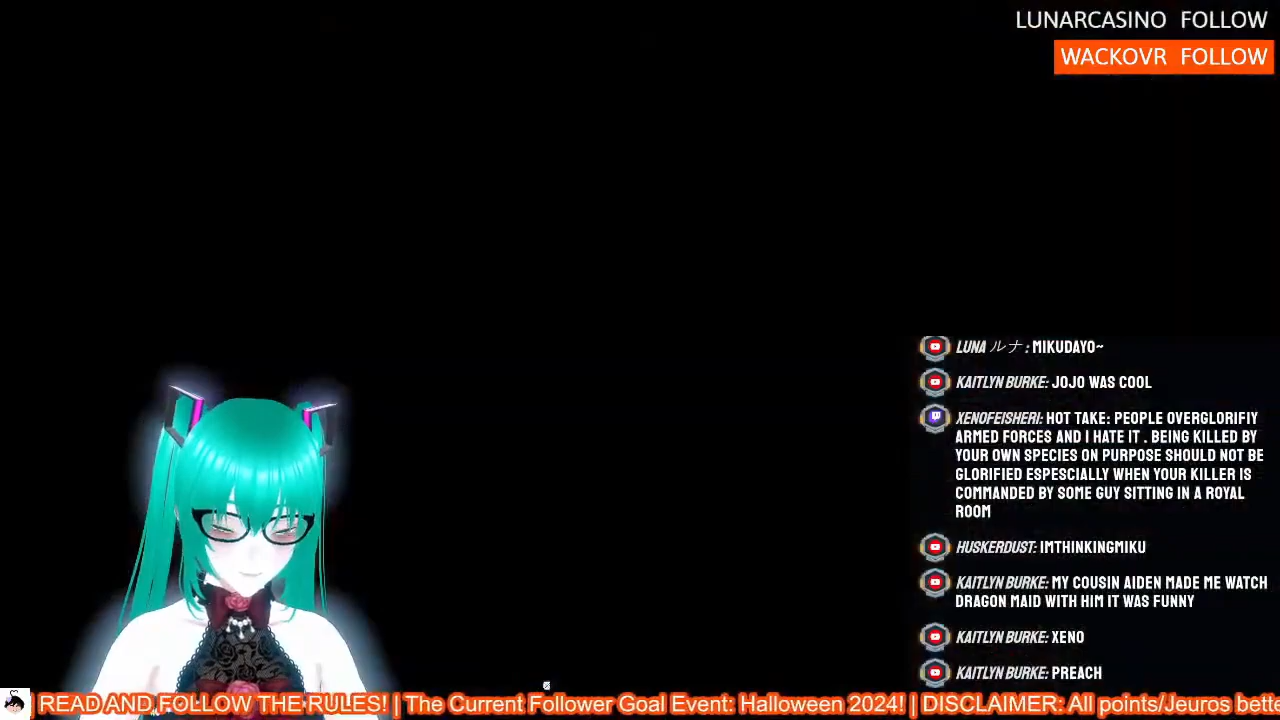 LUNARCASINO FOLLOW
WACKOVR FOLLOW
LUNA ルナ: MIKUDAYO~
KAITLYN BURKE: JOJO WAS COOL
XENOFEISHERI: HOT TAKE: PEOPLE OVERGLORIFIY
ARMED FORCES AND I HATE IT . BEING KILLED BY
YOUR OWN SPECIES ON PURPOSE SHOULD NOT BE
GLORIFIED ESPESCIALLY WHEN YOUR KILLER IS
COMMANDED BY SOME GUY SITTING IN A ROYAL
ROOM
HUSKERDUST: IMTHINKINGMIKU
KAITLYN BURKE: MY COUSIN AIDEN MADE ME WATCH
DRAGON MAID WITH HIM IT WAS FUNNY
KAITLYN BURKE: XENO
KAITLYN BURKE: PREACH
| READ AND FOLLOW THE RULES! | The Current Follower Goal Event: Halloween 2024! | DISCLAIMER: All points/Jeuros bette